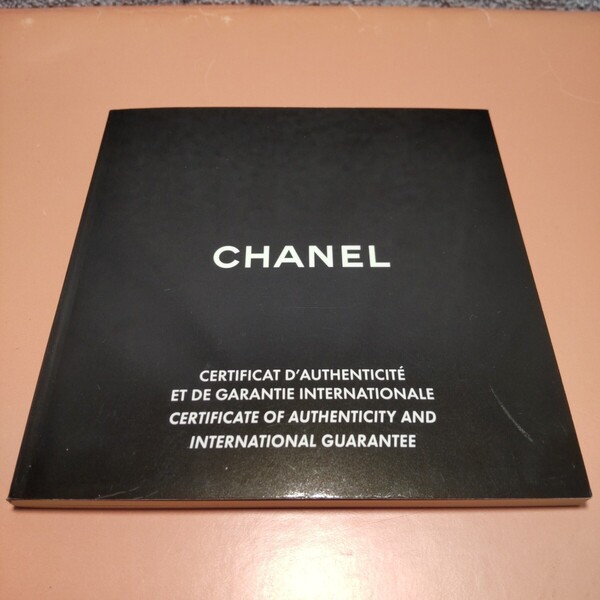 CHANEL
CERTIFICAT D'AUTHENTICITÉ
ET DE GARANTIE INTERNATIONALE
CERTIFICATE OF AUTHENTICITY AND
INTERNATIONAL GUARANTEE